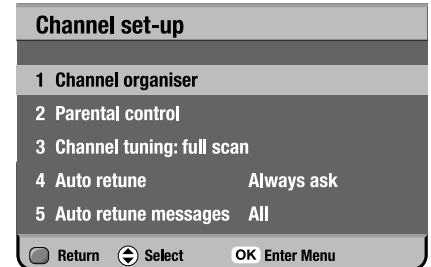 Channel set-up
1 Channel organiser
2 Parental control
3 Channel tuning: full scan
4 Auto retune Always ask
5 Auto retune messages All
Return Select OK Enter Menu